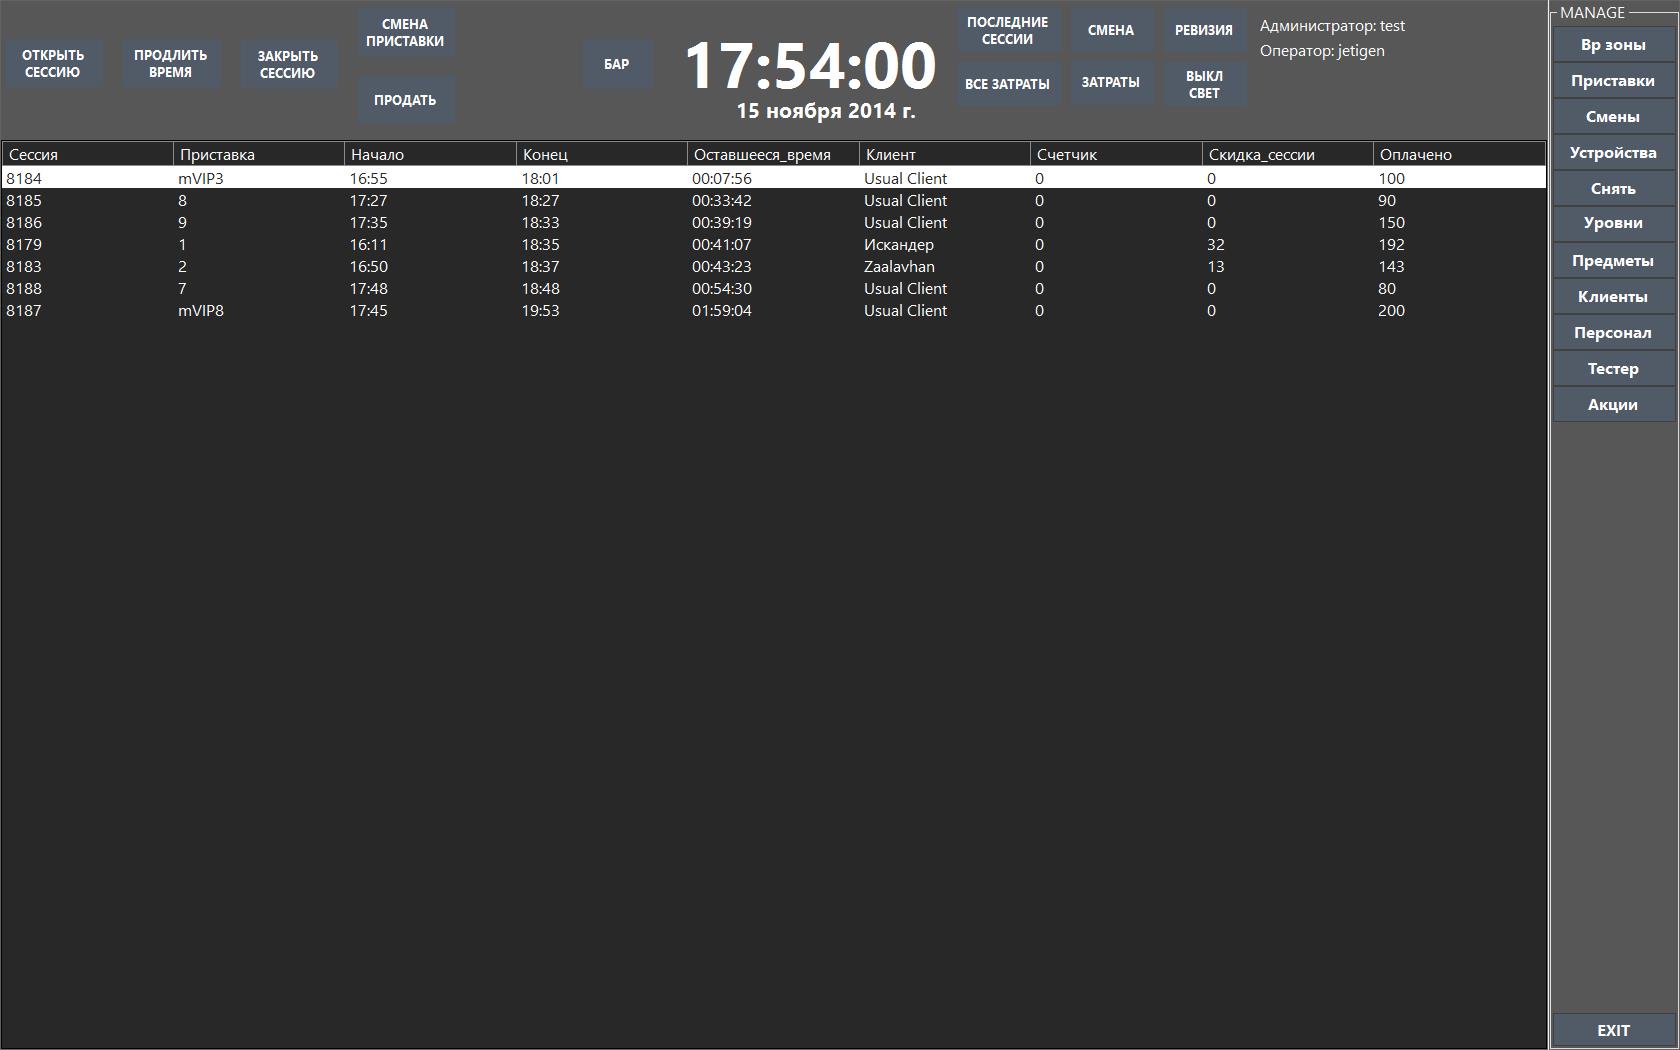 ОТКРЫТЬ
СЕССИЮ
ПРОДЛИТЬ
ВРЕМЯ
ЗАКРЫТЬ
СЕССИЮ
СМЕНА
ПРИСТАВКИ
ПРОДАТЬ
БАР
17:54:00
15 ноября 2014 г.
ПОСЛЕДНИЕ
СЕССИИ
СМЕНА
РЕВИЗИЯ
ВСЕ ЗАТРАТЫ
ЗАТРАТЫ
ВЫКЛ
СВЕТ
Администратор: test
Оператор: jetigen
Сессия Приставка Начало Конец Оставшееся_время Клиент Счетчик Скидка_сессии Оплачено
8184 mVIP3 16:55 18:01 00:07:56 Usual Client 0 0 100
8185 8 17:27 18:27 00:33:42 Usual Client 0 0 90
8186 9 17:35 18:33 00:39:19 Usual Client 0 0 150
8179 1 16:11 18:35 00:41:07 Искандер 0 32 192
8183 2 16:50 18:37 00:43:23 Zaalavhan 0 13 143
8188 7 17:48 18:48 00:54:30 Usual Client 0 0 80
8187 mVIP8 17:45 19:53 01:59:04 Usual Client 0 0 200
MANAGE
Вр зоны
Приставки
Смены
Устройства
Снять
Уровни
Предметы
Клиенты
Персонал
Тестер
Акции
EXIT